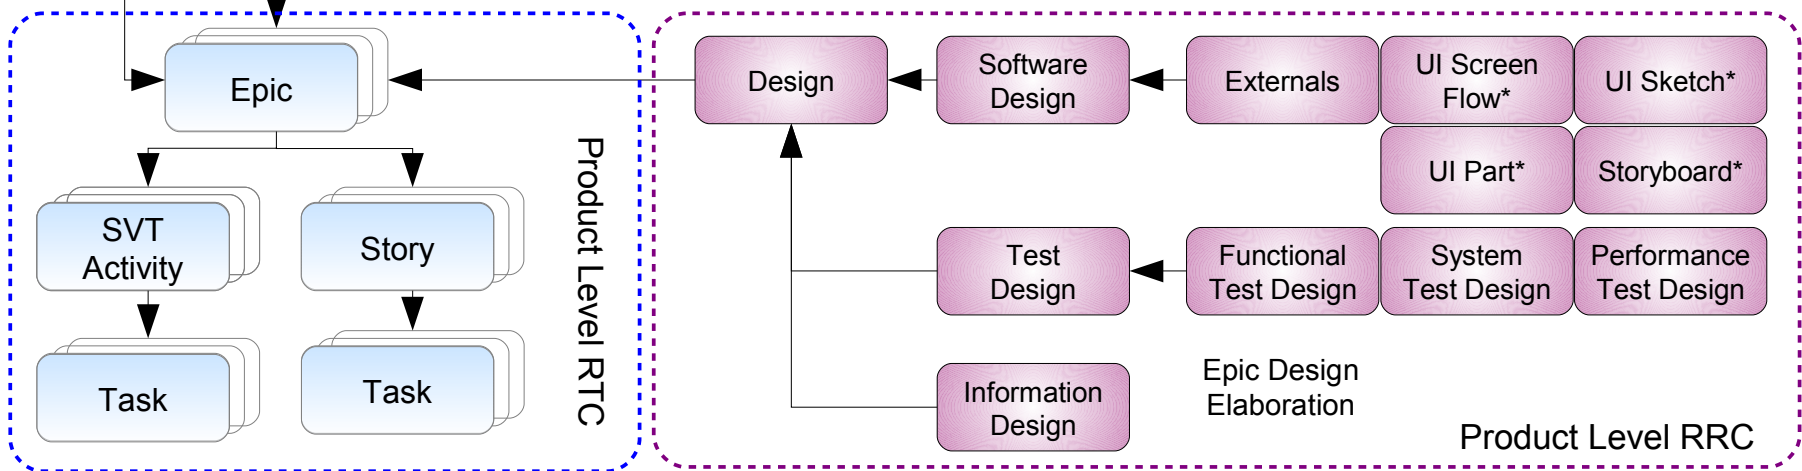 Epic
SVT
Activity
Story
Task
Task
Product Level RTC
Design
Software
Design
Externals
UI Screen
Flow*
UI Sketch*
UI Part*
Storyboard*
Test
Design
Functional
Test Design
System
Test Design
Performance
Test Design
Information
Design
Epic Design
Elaboration
Product Level RRC